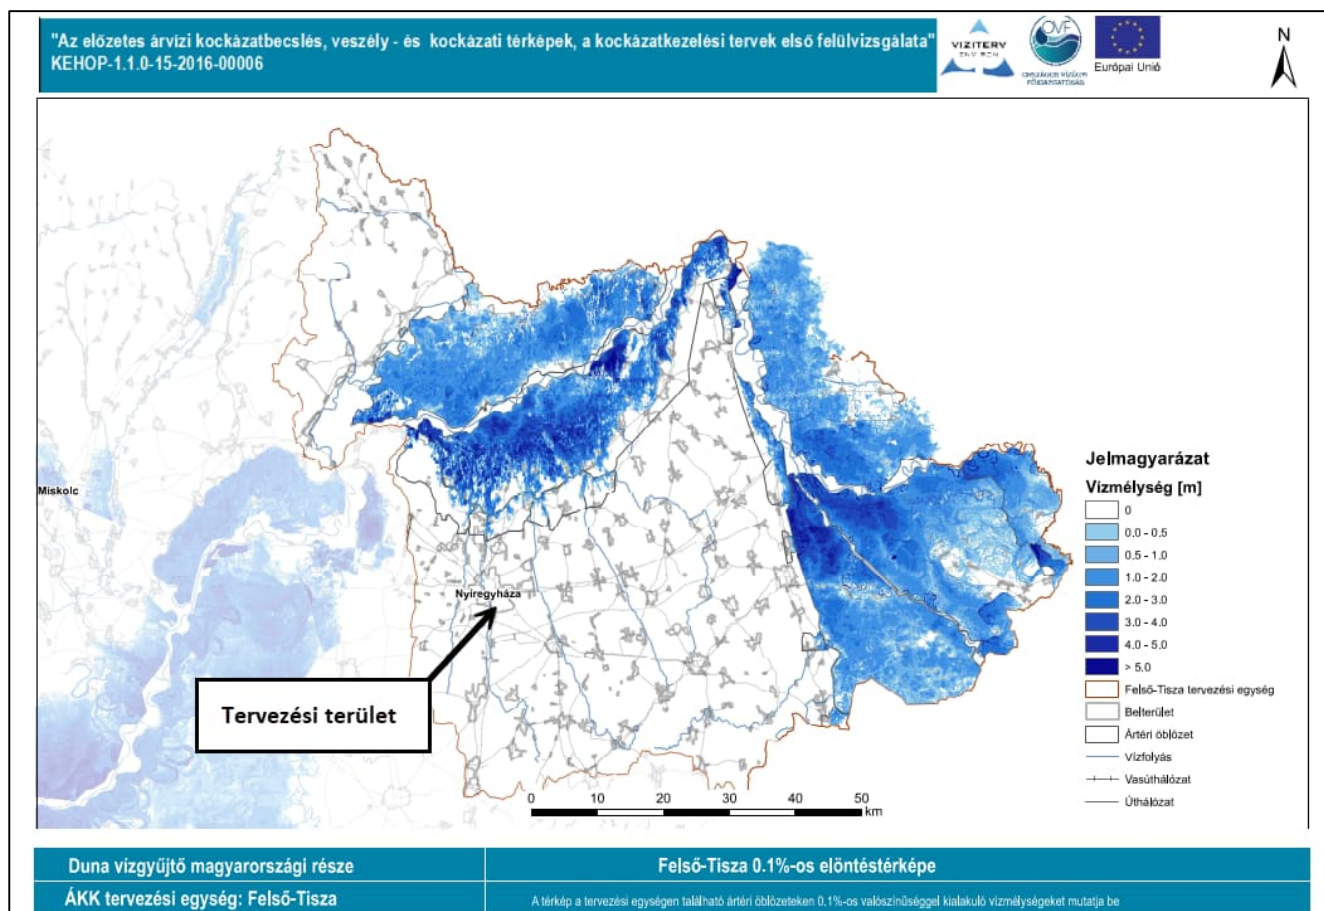 "Az előzetes árvízi kockázatbecslés, veszély - és kockázati térképek, a kockázatkezelési tervek első felülvizsgálata"
KEHOP-1.1.0-15-2016-00006
VIZITERV
ENVIRON
OVF
ORSZÁGOS VÍZÜGYI
FŐIGAZGATÓSÁG
Európai Unió
N
Miskolc
Nyíregyháza
Tervezési terület
Jelmagyarázat
Vízmélység [m]
0
0.0 - 0.5
0.5 - 1.0
1.0 - 2.0
2.0 - 3.0
3.0 - 4.0
4.0 - 5.0
> 5.0
Felső-Tisza tervezési egység
Belterület
Ártéri öblözet
Vízfolyás
Vasúthálózat
Úthálózat
0 10 20 30 40 50
km
Duna vízgyűjtő magyarországi része
Felső-Tisza 0.1%-os elöntéstérképe
ÁKK tervezési egység: Felső-Tisza
A térkép a tervezési egységen található ártéri öblözeteken 0.1%-os valószínűséggel kialakuló vízmélységeket mutatja be